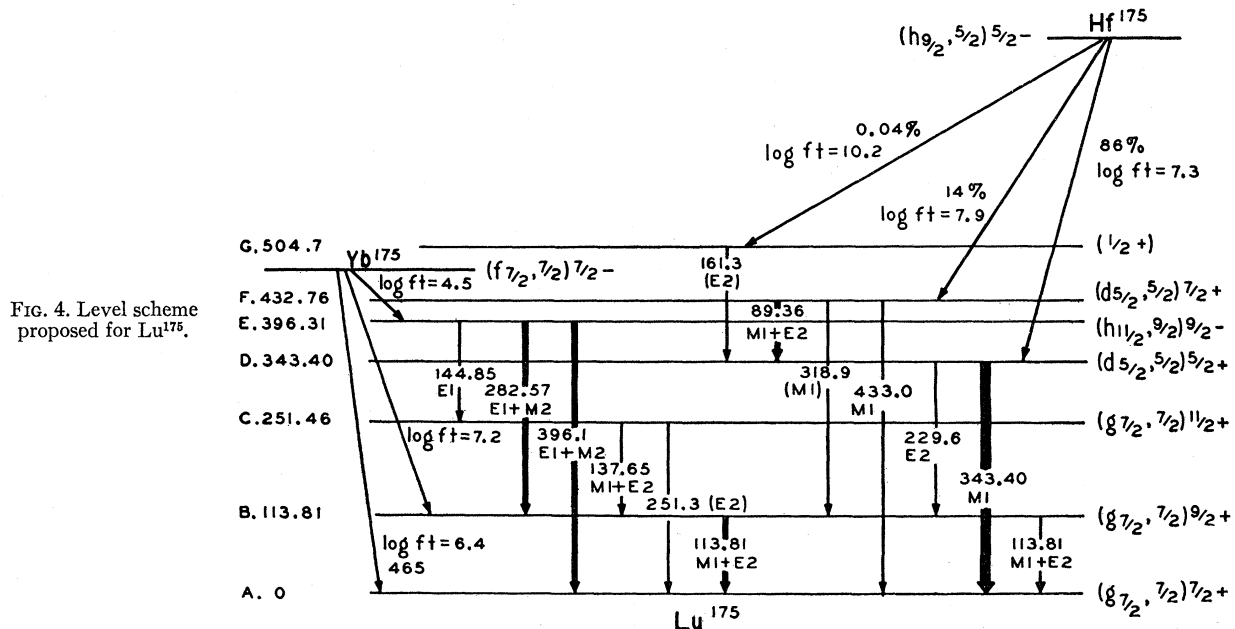 FIG. 4. Level scheme
proposed for Lu¹⁷⁵.
Hf¹⁷⁵
(h9/2, 5/2) 5/2-
0.04%
log ft = 10.2
86%
log ft = 7.3
14%
log ft = 7.9
G. 504.7
(1/2+)
Yb¹⁷⁵
(f7/2, 7/2) 7/2-
log ft = 4.5
161.3
(E2)
F. 432.76
(d5/2, 5/2) 7/2+
89.36
M1+E2
E. 396.31
(h11/2, 9/2) 9/2-
D. 343.40
(d5/2, 5/2) 5/2+
144.85
E1
282.57
E1+M2
318.9
(M1)
433.0
M1
C. 251.46
(g7/2, 7/2) 11/2+
log ft = 7.2
396.1
E1+M2
229.6
E2
137.65
M1+E2
343.40
M1
251.3 (E2)
B. 113.81
(g7/2, 7/2) 9/2+
log ft = 6.4
465
113.81
M1+E2
113.81
M1+E2
A. 0
(g7/2, 7/2) 7/2+
Lu¹⁷⁵